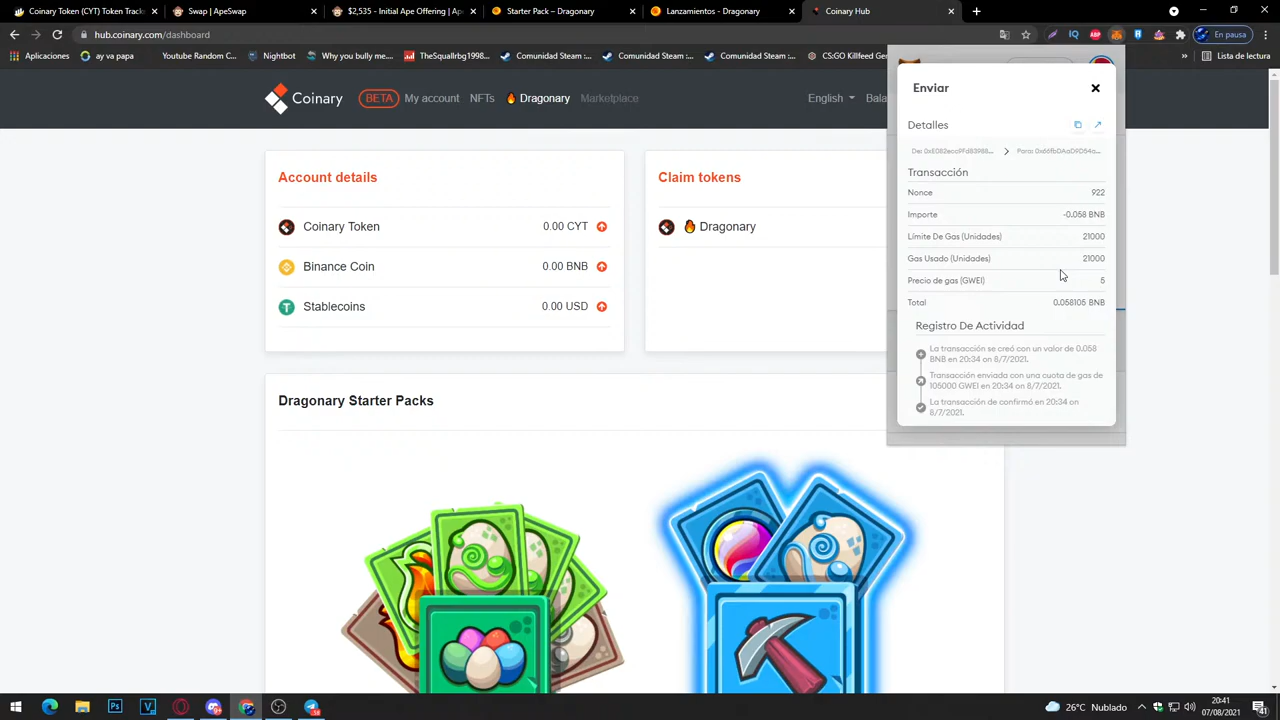 Coinary Token (CYT) Token Track
Swap | ApeSwap
$2,535 - Initial Ape Offering | Ap
Starter Pack – Dragonary
Lanzamientos – Dragonary
Coinary Hub
hub.coinary.com/dashboard
ABP
En pausa
Aplicaciones
ay va papa
Youtube Random C...
Nightbot
Why you bully me....
TheSquallrbg1998...
Comunidad Steam :...
Comunidad Steam :...
Comunidad Steam :...
CS:GO Killfeed Gen
»
Lista de lectura
Coinary
BETA
My account
NFTs
Dragonary
Marketplace
English
Bala
Account details
Coinary Token
0.00 CYT
Binance Coin
0.00 BNB
Stablecoins
0.00 USD
Claim tokens
Dragonary
Dragonary Starter Packs
Enviar
Detalles
De: 0xE082ecc9Fd83988...
Para: 0x66fbDAaD9D54a...
Transacción
Nonce
922
Importe
-0.058 BNB
Límite De Gas (Unidades)
21000
Gas Usado (Unidades)
21000
Precio de gas (GWEI)
5
Total
0.058105 BNB
Registro De Actividad
La transacción se creó con un valor de 0.058
BNB en 20:34 on 8/7/2021.
Transacción enviada con una cuota de gas de
105000 GWEI en 20:34 on 8/7/2021.
La transacción de confirmó en 20:34 on
8/7/2021.
26°C Nublado
20:41
07/08/2021